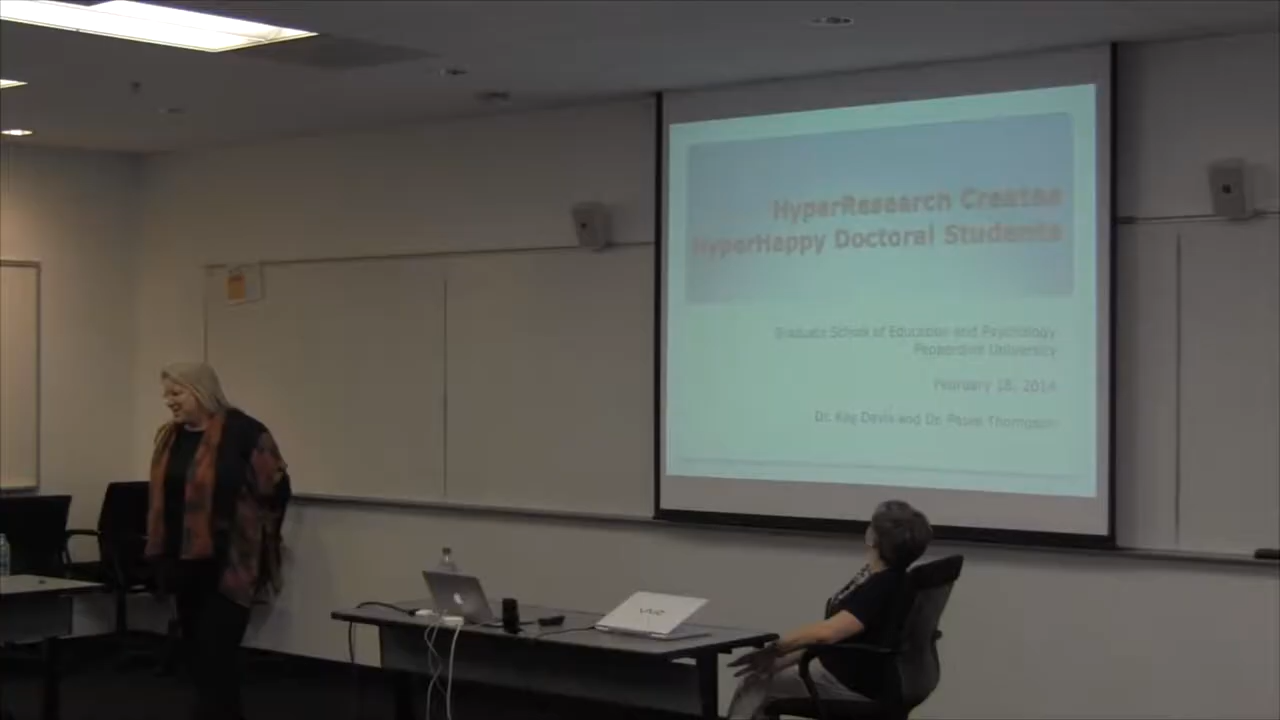 HyperResearch Creates
HyperHappy Doctoral Students
Graduate School of Education and Psychology
Pepperdine University
February 18, 2014
Dr. Kay Davis and Dr. Thompson
VAIO